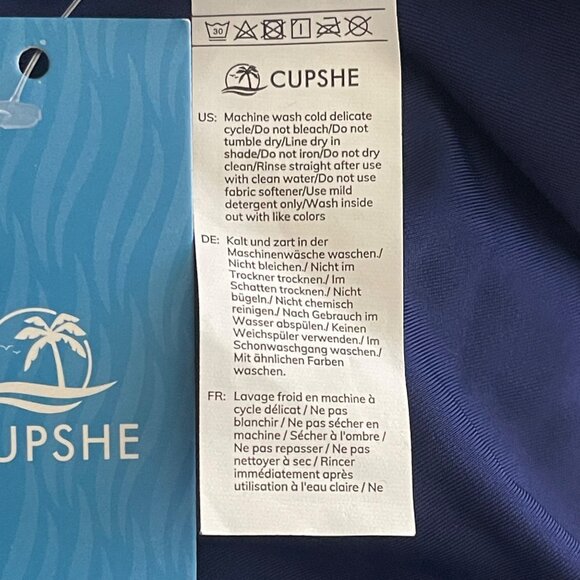 30
CUPSHE
US: Machine wash cold delicate
cycle/Do not bleach/Do not
tumble dry/Line dry in
shade/Do not iron/Do not dry
clean/Rinse straight after use
with clean water/Do not use
fabric softener/Use mild
detergent only/Wash inside
out with like colors
DE: Kalt und zart in der
Maschinenwäsche waschen./
Nicht bleichen./ Nicht im
Trockner trocknen./ Im
Schatten trocknen./ Nicht
bügeln./ Nicht chemisch
reinigen./ Nach Gebrauch im
Wasser abspülen./ Keinen
Weichspüler verwenden./ Im
Schonwaschgang waschen./
Mit ähnlichen Farben
waschen.
FR: Lavage froid en machine à
cycle délicat / Ne pas
blanchir / Ne pas sécher en
machine / Sécher à l'ombre /
Ne pas repasser / Ne pas
nettoyer à sec / Rincer
immédiatement après
utilisation à l'eau claire / Ne
UPSHE